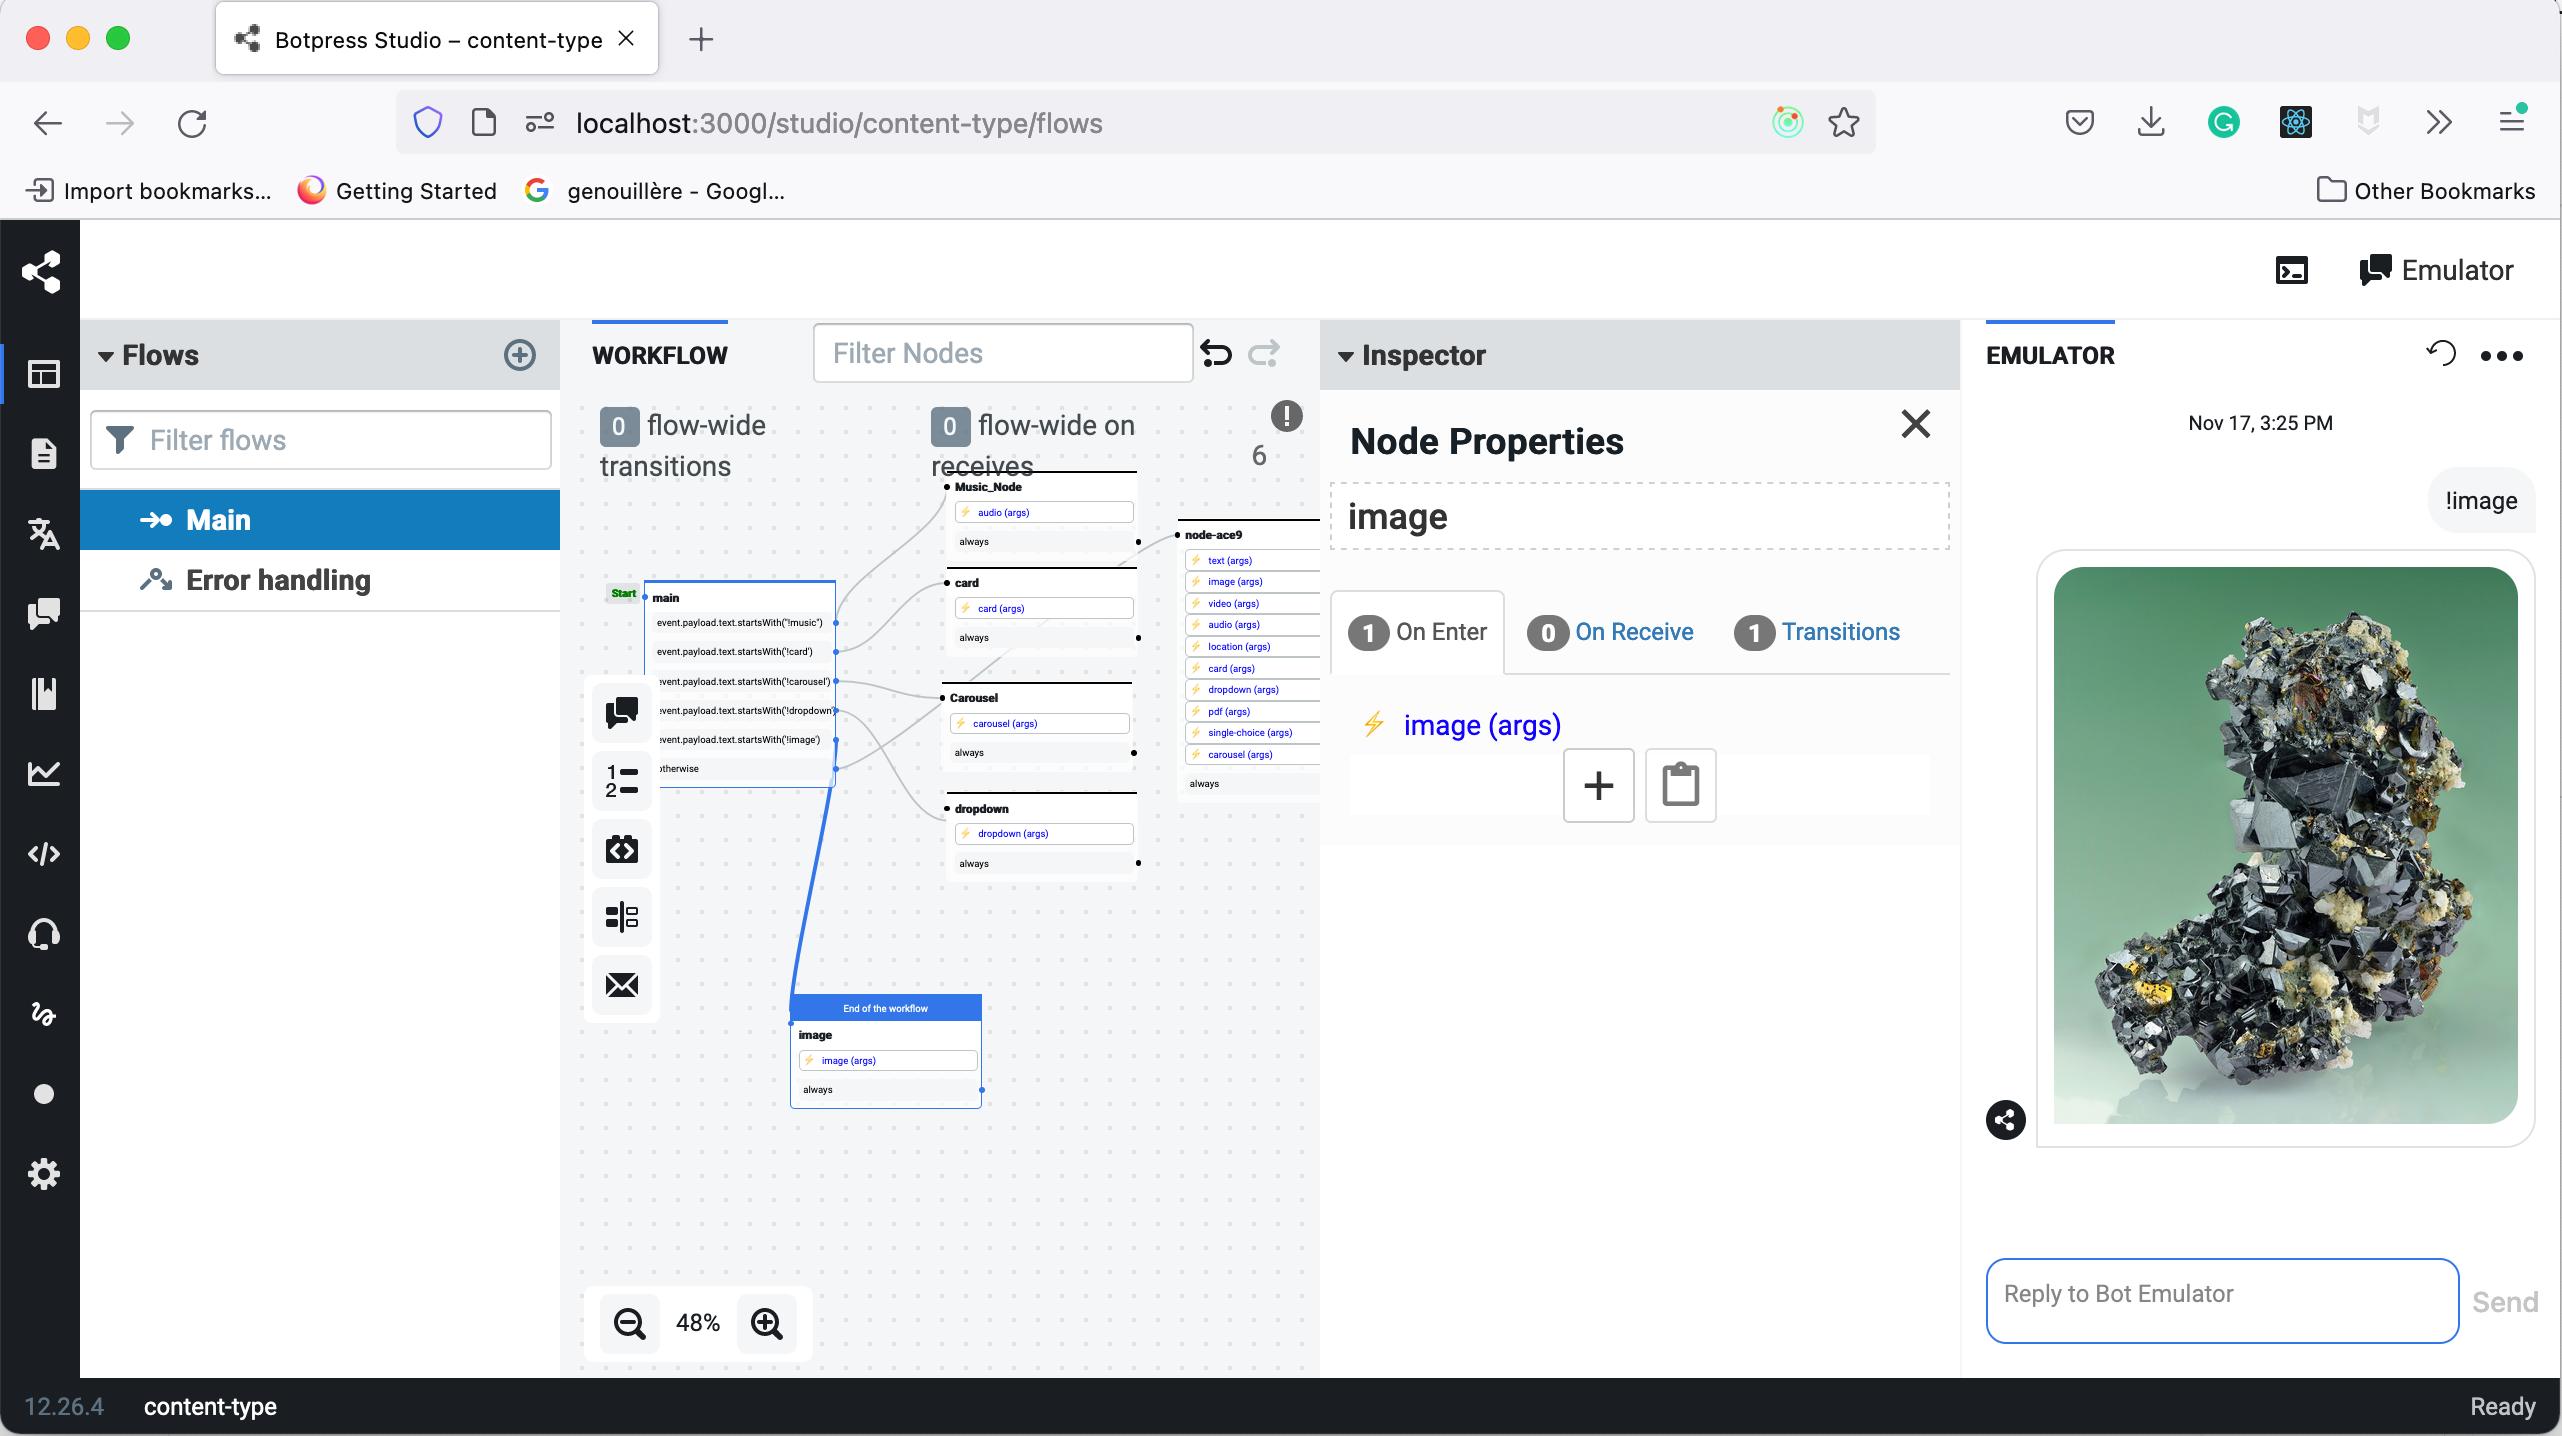 Botpress Studio – content-type
localhost:3000/studio/content-type/flows
Import bookmarks...
Getting Started
genouillère - Googl...
Other Bookmarks
Emulator
Flows
Filter flows
Main
Error handling
WORKFLOW
Filter Nodes
0 flow-wide
transitions
0 flow-wide on
receives
6
Start
main
event.payload.text.startsWith("!music")
event.payload.text.startsWith('!card')
event.payload.text.startsWith('!carousel')
event.payload.text.startsWith('!dropdown'
event.payload.text.startsWith('!image')
otherwise
Music_Node
audio (args)
always
card
card (args)
always
Carousel
carousel (args)
always
dropdown
dropdown (args)
always
node-ace9
text (args)
image (args)
video (args)
audio (args)
location (args)
card (args)
dropdown (args)
pdf (args)
single-choice (args)
carousel (args)
always
1
2
End of the workflow
image
image (args)
always
48%
Inspector
Node Properties
image
1 On Enter
0 On Receive
1 Transitions
image (args)
EMULATOR
Nov 17, 3:25 PM
!image
Reply to Bot Emulator
Send
12.26.4
content-type
Ready